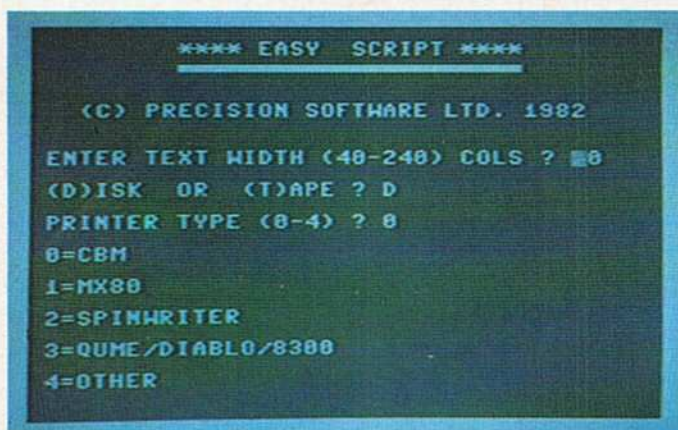 **** EASY SCRIPT ****
(C) PRECISION SOFTWARE LTD. 1982
ENTER TEXT WIDTH (40-240) COLS ? 0
(D)ISK OR (T)APE ? D
PRINTER TYPE (0-4) ? 0
0=CBM
1=MX80
2=SPINWRITER
3=QUME/DIABLO/8300
4=OTHER